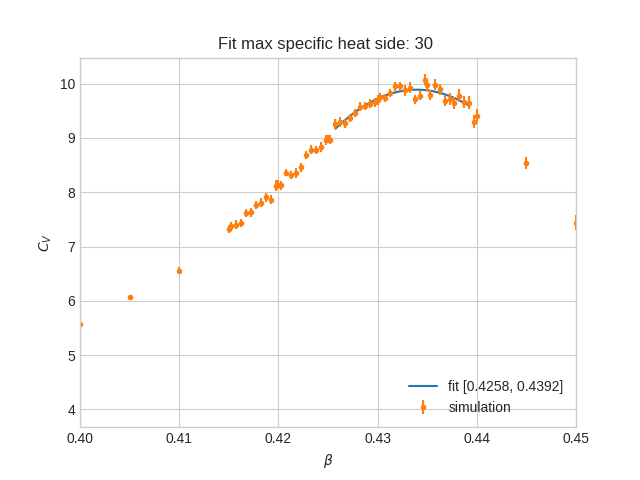 Fit max specific heat side: 30
10
9
8
7
6
5
4
C_V
0.40 0.41 0.42 0.43 0.44 0.45
β
fit [0.4258, 0.4392]
simulation